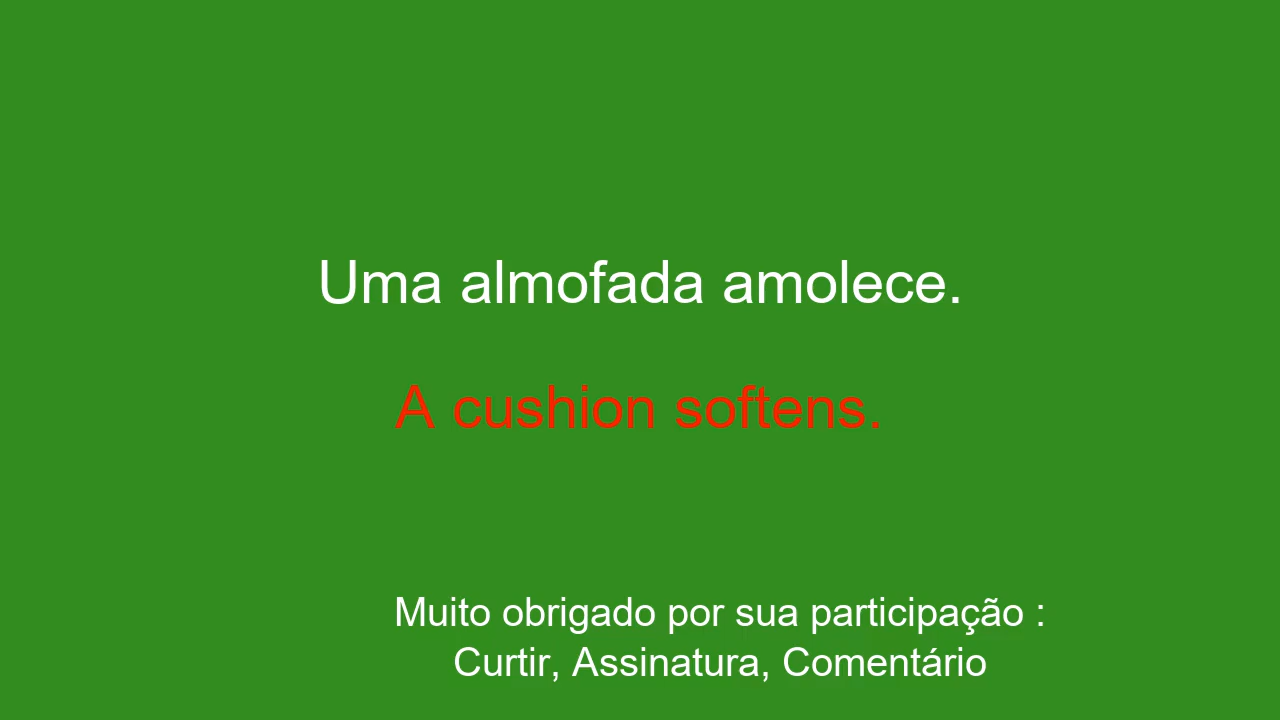 Uma almofada amolece.
A cushion softens.
Muito obrigado por sua participação :
Curtir, Assinatura, Comentário